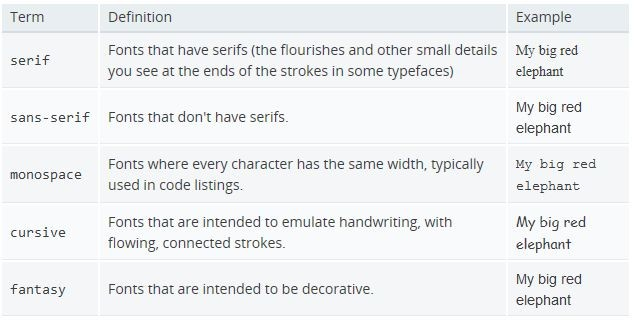 Term Definition Example
serif Fonts that have serifs (the flourishes and other small details My big red
you see at the ends of the strokes in some typefaces) elephant
sans-serif Fonts that don't have serifs. My big red
elephant
monospace Fonts where every character has the same width, typically My big red
used in code listings. elephant
cursive Fonts that are intended to emulate handwriting, with My big red
flowing, connected strokes. elephant
fantasy Fonts that are intended to be decorative. My big red
elephant